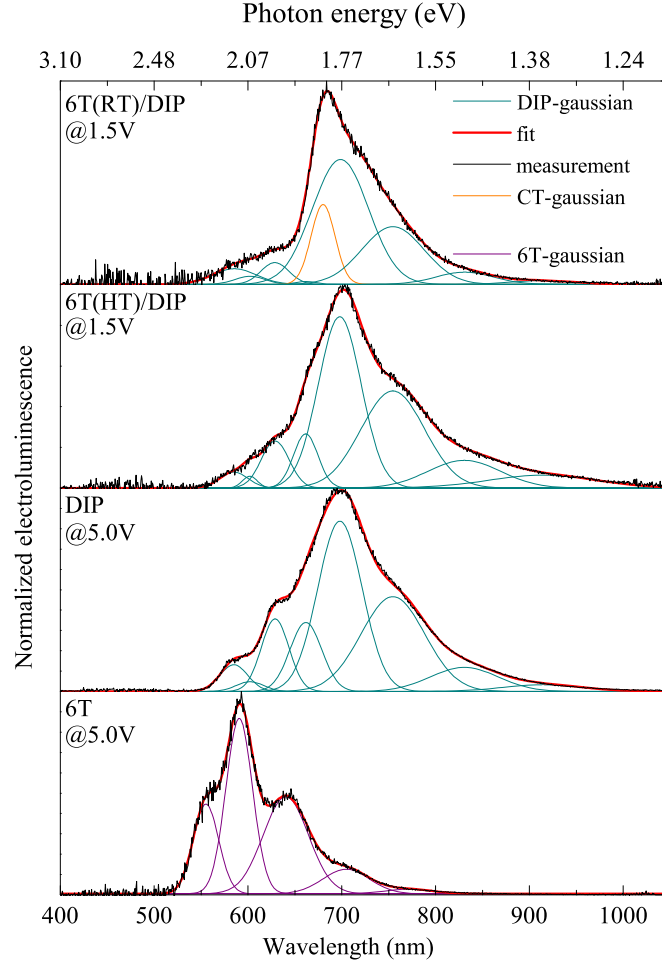 Photon energy (eV)
3.10 2.48 2.07 1.77 1.55 1.38 1.24
6T(RT)/DIP
@1.5V
DIP-gaussian
fit
measurement
CT-gaussian
6T-gaussian
6T(HT)/DIP
@1.5V
DIP
@5.0V
6T
@5.0V
Normalized electroluminescence
400 500 600 700 800 900 1000
Wavelength (nm)